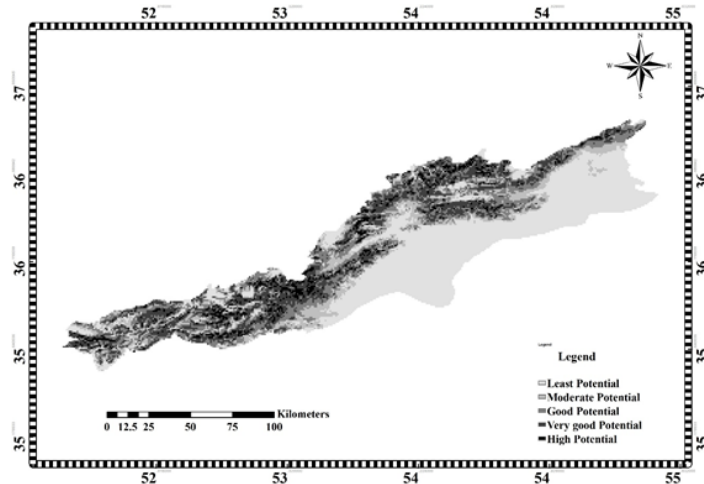 52 53 54 54 55
N
W E
S
37 37
36 36
36 36
35 35
35 35
Legend
Legend
Least Potential
Moderate Potential
Good Potential
Very good Potential
High Potential
Kilometers
0 12.5 25 50 75 100
52 53 54 54 55